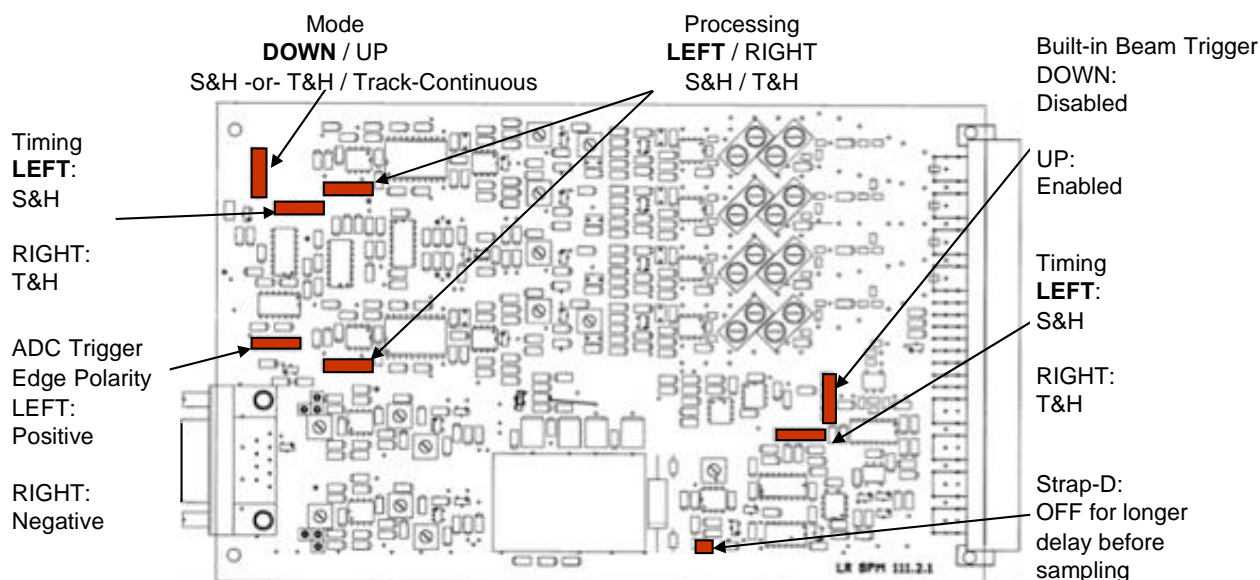 Mode
DOWN / UP
S&H -or- T&H / Track-Continuous
Processing
LEFT / RIGHT
S&H / T&H
Built-in Beam Trigger
DOWN:
Disabled
UP:
Enabled
Timing
LEFT:
S&H
RIGHT:
T&H
ADC Trigger
Edge Polarity
LEFT:
Positive
RIGHT:
Negative
Timing
LEFT:
S&H
RIGHT:
T&H
Strap-D:
OFF for longer
delay before
sampling
LR BPM 111.2.1